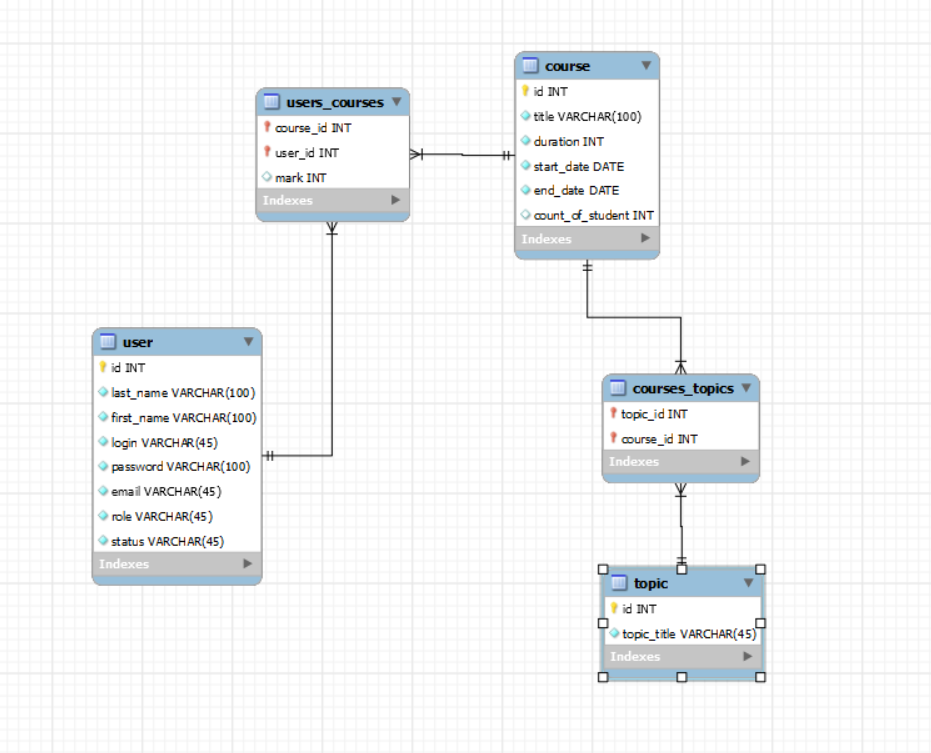 users_courses
course_id INT
user_id INT
mark INT
Indexes
course
id INT
title VARCHAR(100)
duration INT
start_date DATE
end_date DATE
count_of_student INT
Indexes
user
id INT
last_name VARCHAR(100)
first_name VARCHAR(100)
login VARCHAR(45)
password VARCHAR(100)
email VARCHAR(45)
role VARCHAR(45)
status VARCHAR(45)
Indexes
courses_topics
topic_id INT
course_id INT
Indexes
topic
id INT
topic_title VARCHAR(45)
Indexes